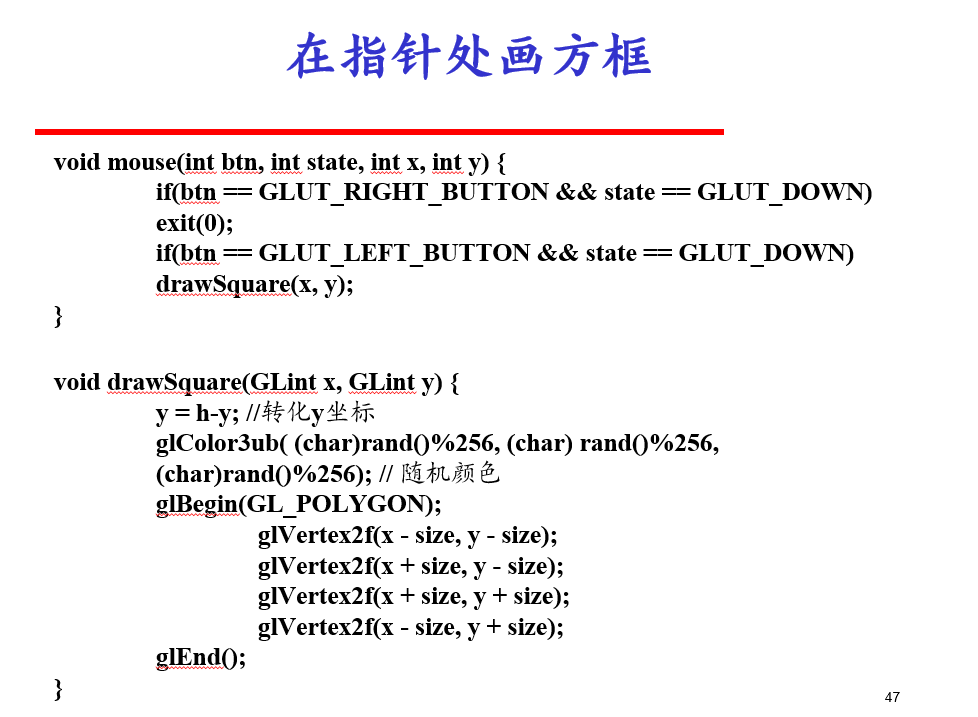 在指针处画方框
void mouse(int btn, int state, int x, int y) {
if(btn == GLUT_RIGHT_BUTTON && state == GLUT_DOWN)
exit(0);
if(btn == GLUT_LEFT_BUTTON && state == GLUT_DOWN)
drawSquare(x, y);
}
void drawSquare(GLint x, GLint y) {
y = h-y; //转化y坐标
glColor3ub( (char)rand()%256, (char) rand()%256,
(char)rand()%256); // 随机颜色
glBegin(GL_POLYGON);
glVertex2f(x - size, y - size);
glVertex2f(x + size, y - size);
glVertex2f(x + size, y + size);
glVertex2f(x - size, y + size);
glEnd();
}
47